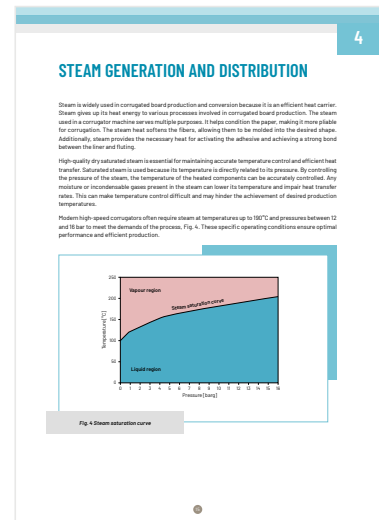 4
STEAM GENERATION AND DISTRIBUTION
Steam is widely used in corrugated board production and conversion because it is an efficient heat carrier.
Steam gives up its heat energy to various processes involved in corrugated board production. The steam
used in a corrugator machine serves multiple purposes. It helps condition the paper, making it more pliable
for corrugation. The steam heat softens the fibers, allowing them to be molded into the desired shape.
Additionally, steam provides the necessary heat for activating the adhesive and achieving a strong bond
between the liner and fluting.
High-quality dry saturated steam is essential for maintaining accurate temperature control and efficient heat
transfer. Saturated steam is used because its temperature is directly related to its pressure. By controlling
the pressure of the steam, the temperature of the heated components can be accurately controlled. Any
moisture or incondensable gases present in the steam can lower its temperature and impair heat transfer
rates. This can make temperature control difficult and may hinder the achievement of desired production
temperatures.
Modern high-speed corrugators often require steam at temperatures up to 190°C and pressures between 12
and 16 bar to meet the demands of the process, Fig. 4. These specific operating conditions ensure optimal
performance and efficient production.
250
200
150
100
50
0
Temperature[°C]
Vapour region
Steam saturation curve
Liquid region
0 1 2 3 4 5 6 7 8 9 10 11 12 13 14 15 16
Pressure[barg]
Fig. 4 Steam saturation curve